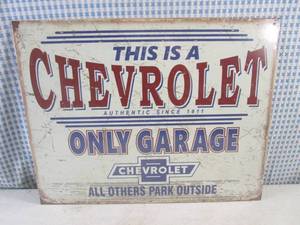 THIS IS A
CHEVROLET
AUTHENTIC SINCE 1911
ONLY GARAGE
CHEVROLET
ALL OTHERS PARK OUTSIDE